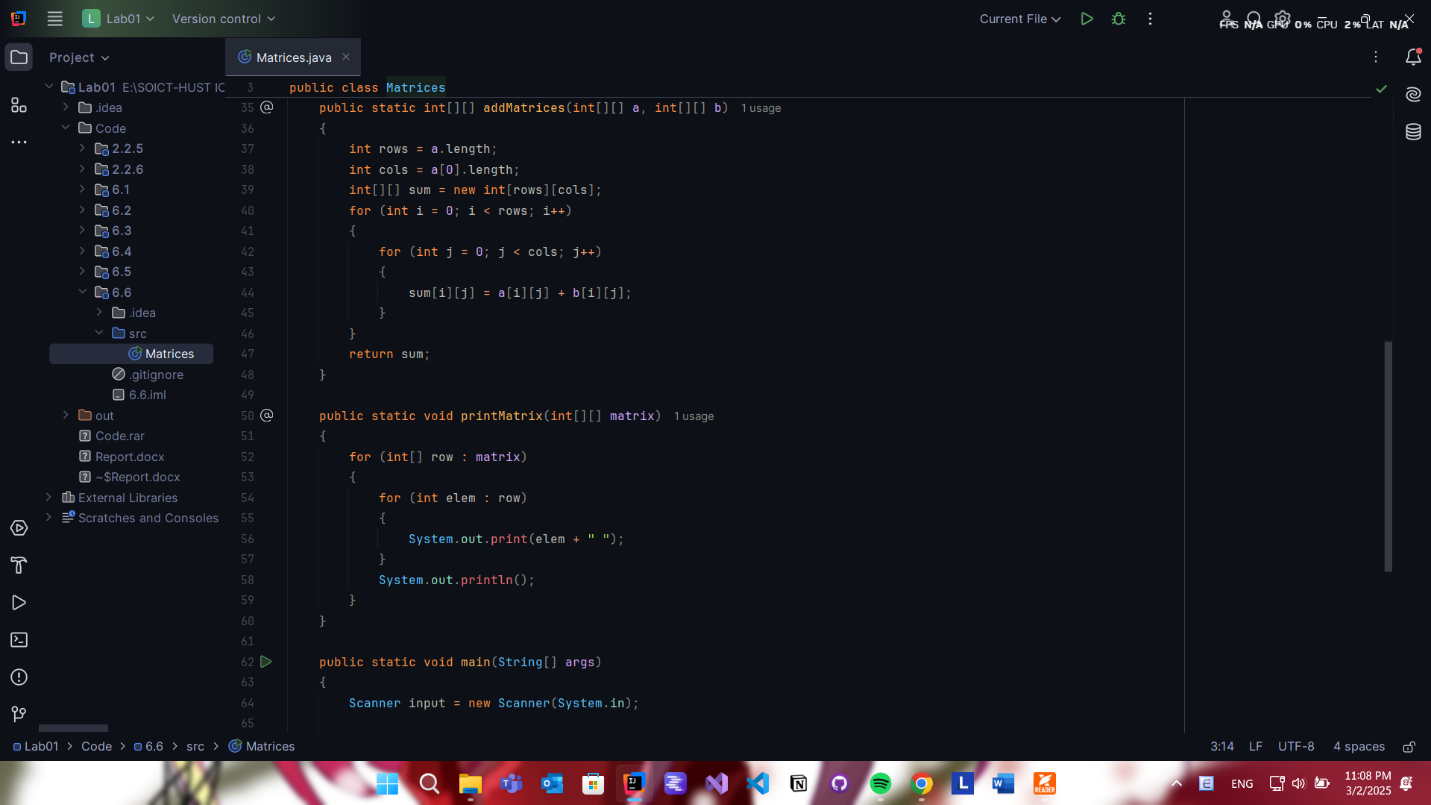 L Lab01 Version control Current File
FPS N/A GPU 0% CPU 2% LAT N/A
Project
Matrices.java
Lab01 E:\SOICT-HUST IC
.idea
Code
2.2.5
2.2.6
6.1
6.2
6.3
6.4
6.5
6.6
.idea
src
Matrices
.gitignore
6.6.iml
out
Code.rar
Report.docx
~$Report.docx
External Libraries
Scratches and Consoles
3 public class Matrices
35 @ public static int[][] addMatrices(int[][] a, int[][] b) 1 usage
36 {
37 int rows = a.length;
38 int cols = a[0].length;
39 int[][] sum = new int[rows][cols];
40 for (int i = 0; i < rows; i++)
41 {
42 for (int j = 0; j < cols; j++)
43 {
44 sum[i][j] = a[i][j] + b[i][j];
45 }
46 }
47 return sum;
48 }
49
50 @ public static void printMatrix(int[][] matrix) 1 usage
51 {
52 for (int[] row : matrix)
53 {
54 for (int elem : row)
55 {
56 System.out.print(elem + " ");
57 }
58 System.out.println();
59 }
60 }
61
62 public static void main(String[] args)
63 {
64 Scanner input = new Scanner(System.in);
65
Lab01 > Code > 6.6 > src > Matrices 3:14 LF UTF-8 4 spaces
ENG
11:08 PM
3/2/2025
L
READER